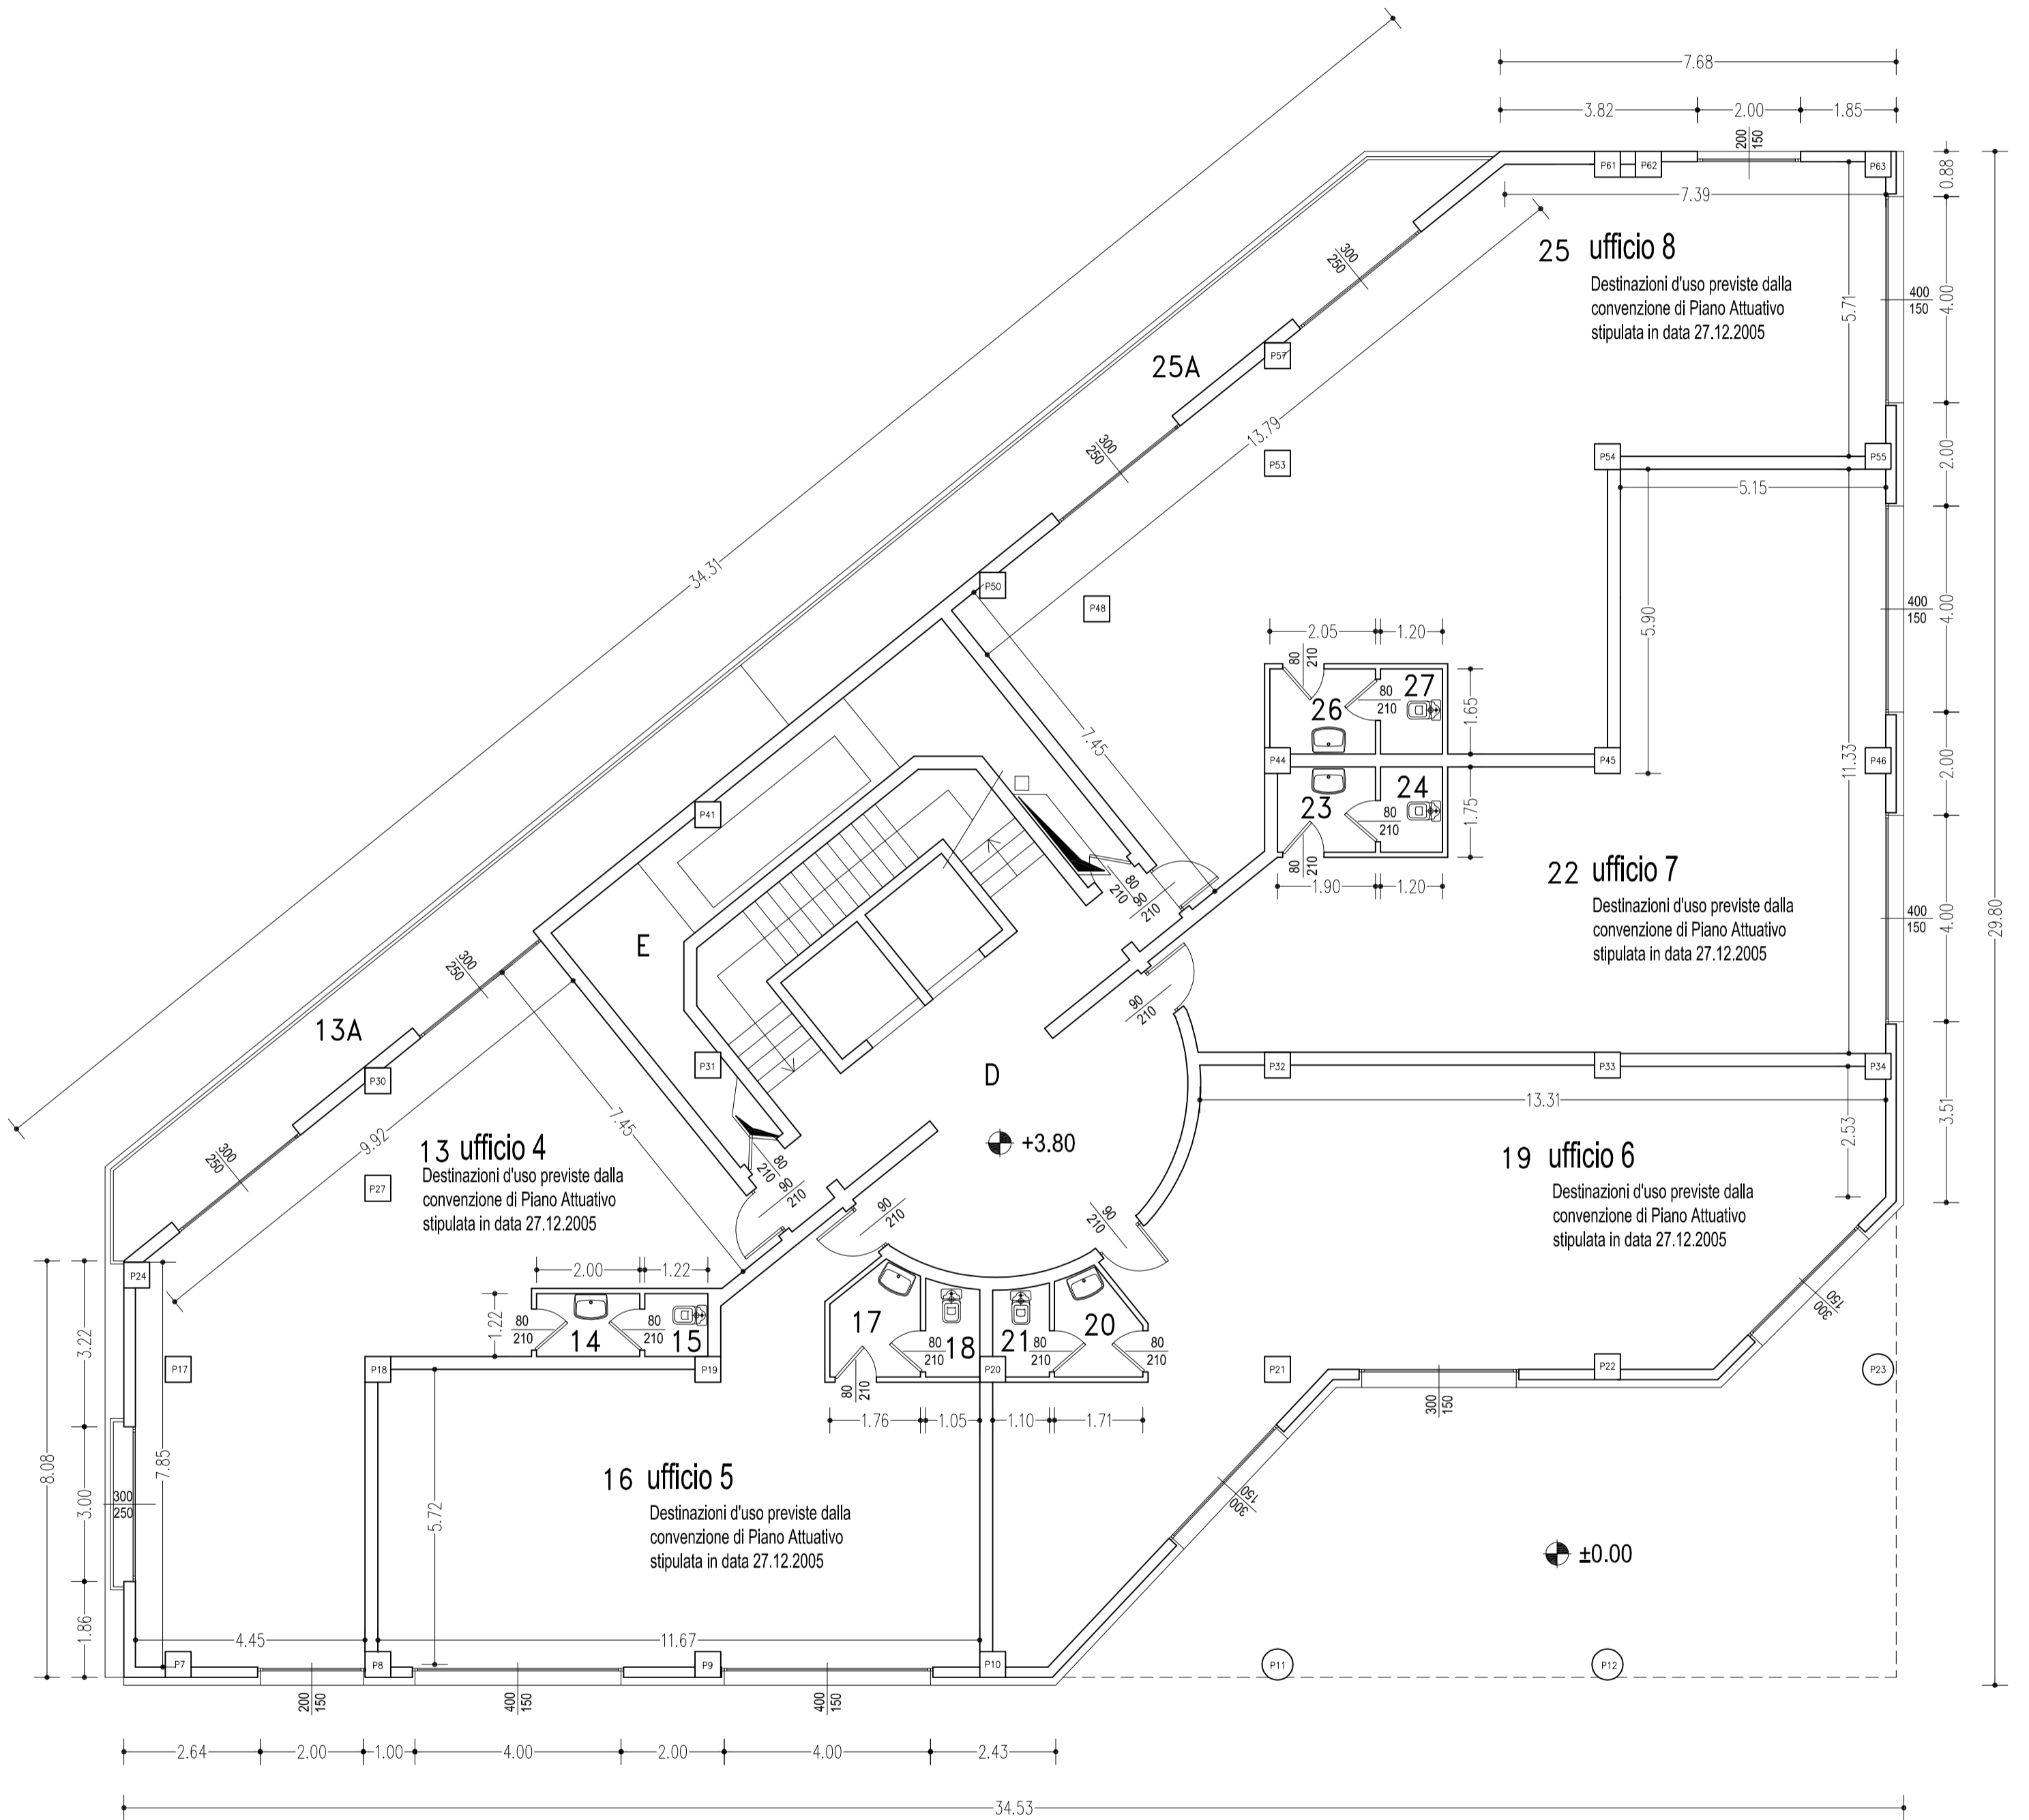 7.68
3.82
2.00
1.85
200
150
P61
P62
P63
0.88
7.39
25 ufficio 8
Destinazioni d'uso previste dalla
convenzione di Piano Attuativo
stipulata in data 27.12.2005
300
250
5.71
400
150
4.00
25A
P57
13.79
300
250
P53
P54
P55
2.00
5.15
34.31
P50
P48
5.90
400
150
4.00
2.05
1.20
80
210
27
80
210
26
1.65
7.45
P44
P45
P46
2.00
11.33
23
24
80
210
1.75
80
210
1.90
1.20
P41
80
210
90
210
22 ufficio 7
Destinazioni d'uso previste dalla
convenzione di Piano Attuativo
stipulata in data 27.12.2005
400
150
4.00
29.80
E
300
250
90
210
13A
P30
P31
D
P32
P33
P34
13.31
3.51
2.53
9.92
7.45
+3.80
300
250
13 ufficio 4
Destinazioni d'uso previste dalla
convenzione di Piano Attuativo
stipulata in data 27.12.2005
P27
80
210
90
210
90
210
90
210
19 ufficio 6
Destinazioni d'uso previste dalla
convenzione di Piano Attuativo
stipulata in data 27.12.2005
P24
2.00
1.22
1.22
80
210
14
80
210
15
17
80
210
18
21
80
210
20
80
210
300
150
3.22
P17
P18
P19
80
210
P20
P21
P22
P23
1.76
1.05
1.10
1.71
300
150
8.08
7.85
3.00
300
250
5.72
16 ufficio 5
Destinazioni d'uso previste dalla
convenzione di Piano Attuativo
stipulata in data 27.12.2005
300
150
±0.00
1.86
4.45
11.67
P7
P8
P9
P10
P11
P12
200
150
400
150
400
150
2.64
2.00
1.00
4.00
2.00
4.00
2.43
34.53